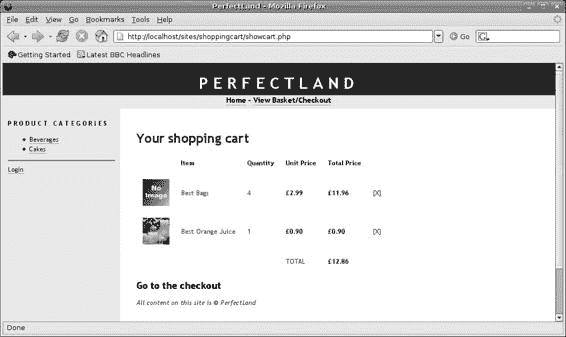 PerfectLand - Mozilla Firefox
File Edit View Go Bookmarks Tools Help
http://localhost/sites/shoppingcart/showcart.php Go
Getting Started Latest BBC Headlines
PERFECTLAND
Home - View Basket/Checkout
PRODUCT CATEGORIES
Beverages
Cakes
Login
Your shopping cart
Item Quantity Unit Price Total Price
No Image Best Bags 4 £2.99 £11.96 [X]
Best Orange Juice 1 £0.90 £0.90 [X]
TOTAL £12.86
Go to the checkout
All content on this site is © PerfectLand
Done